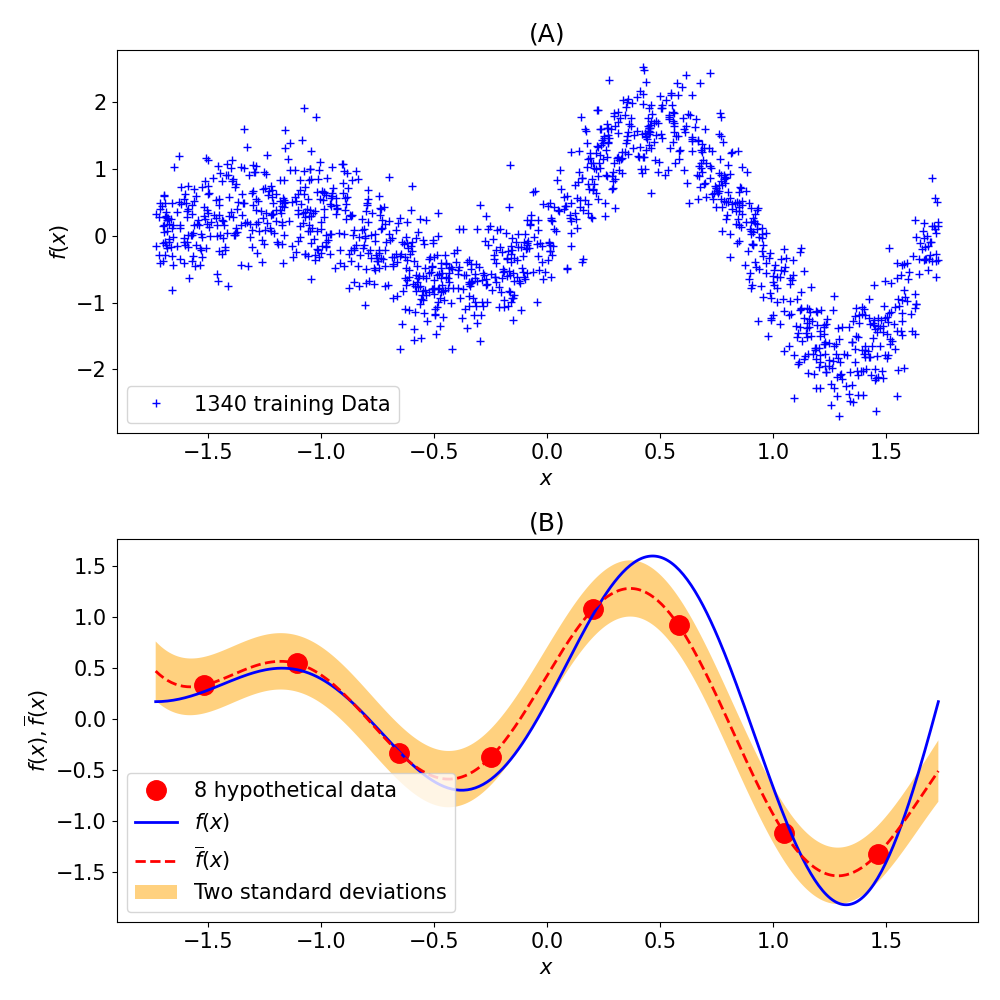 (A)
f(x)
2
1
0
−1
−2
1340 training Data
−1.5 −1.0 −0.5 0.0 0.5 1.0 1.5
x
(B)
f(x), f̅(x)
1.5
1.0
0.5
0.0
−0.5
−1.0
−1.5
8 hypothetical data
f(x)
f̅(x)
Two standard deviations
−1.5 −1.0 −0.5 0.0 0.5 1.0 1.5
x